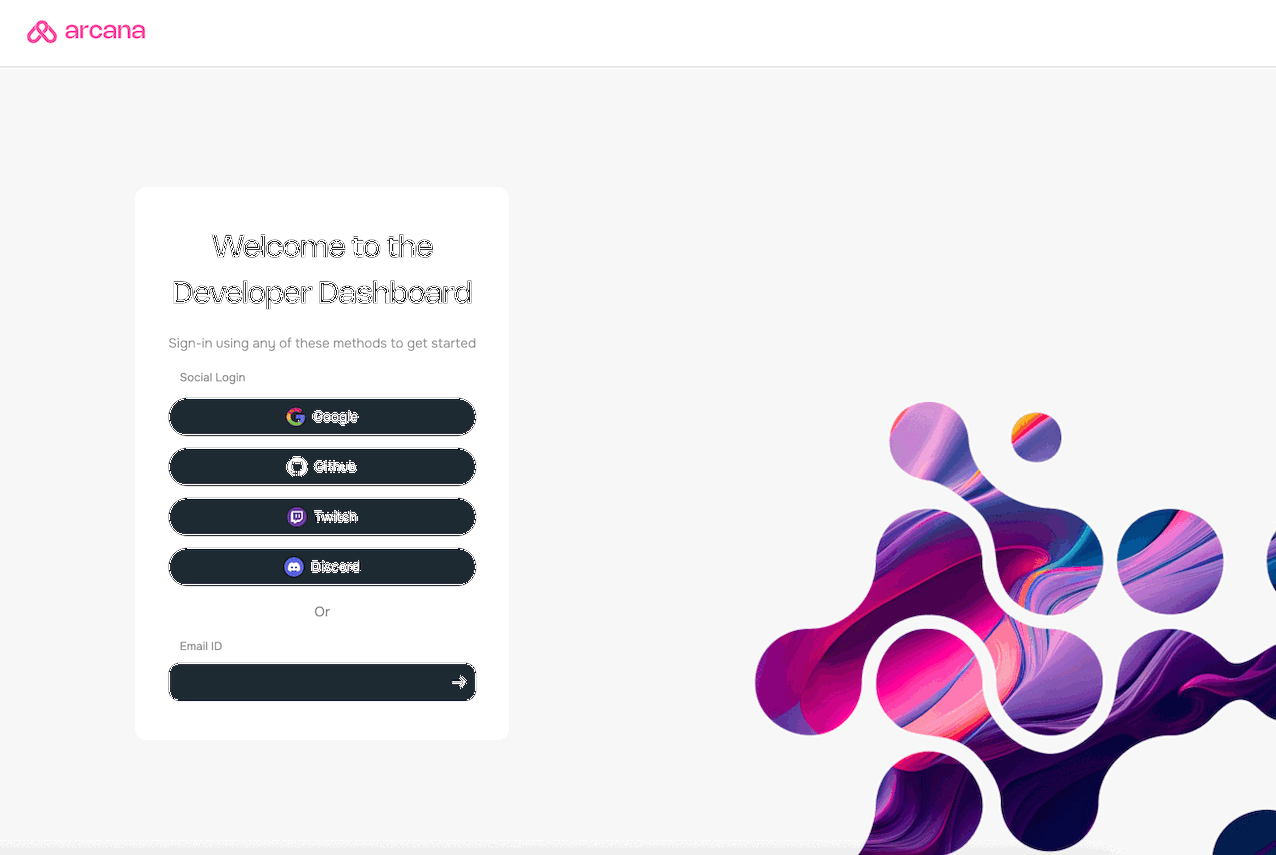 arcana
Welcome to the
Developer Dashboard
Sign-in using any of these methods to get started
Social Login
Google
Github
Twitch
Discord
Or
Email ID